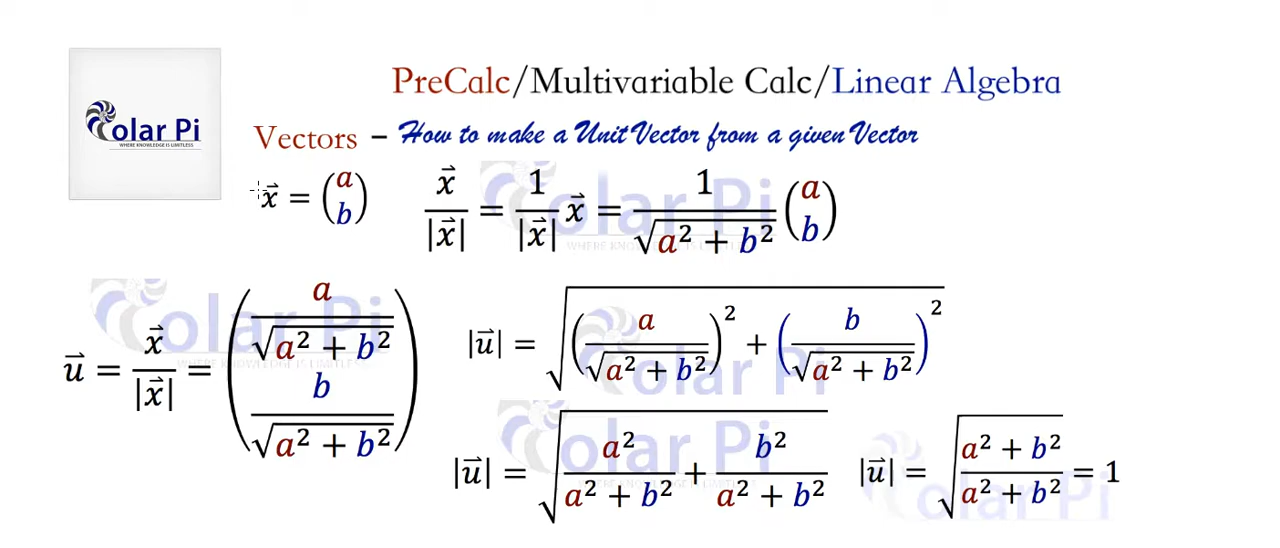 PreCalc/Multivariable Calc/Linear Algebra
olar Pi
WHERE KNOWLEDGE IS LIMITLESS
Vectors – How to make a Unit Vector from a given Vector
x⃗ = (a b)
x⃗/|x⃗| = 1/|x⃗| x⃗ = 1/√(a² + b²) (a b)
u⃗ = x⃗/|x⃗| = (a/√(a² + b²) b/√(a² + b²))
|u⃗| = √((a/√(a² + b²))² + (b/√(a² + b²))²)
|u⃗| = √(a²/(a² + b²) + b²/(a² + b²))
|u⃗| = √((a² + b²)/(a² + b²)) = 1